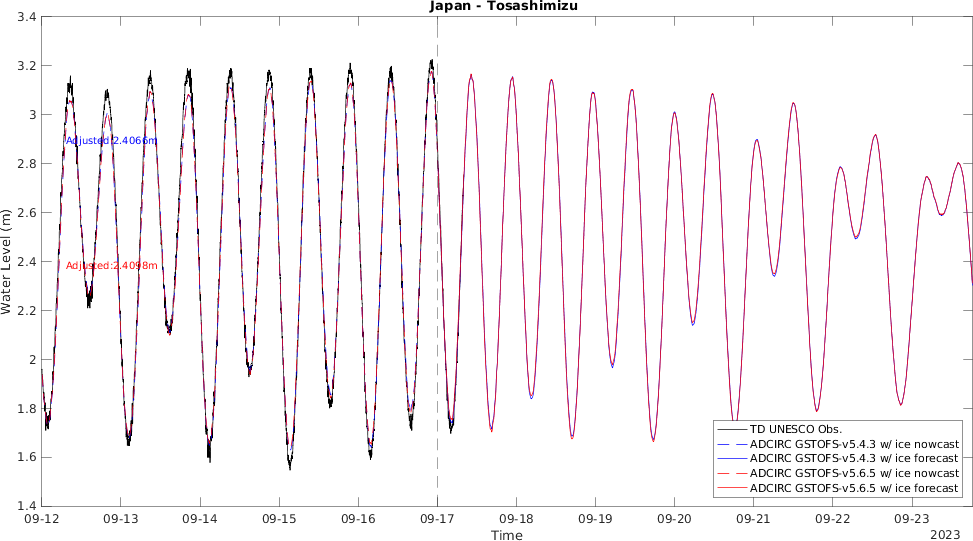 Japan - Tosashimizu
3.4
3.2
3
2.8
2.6
2.4
2.2
2
1.8
1.6
1.4
Water Level (m)
Adjusted:2.4066m
Adjusted:2.4098m
TD UNESCO Obs.
ADCIRC GSTOFS-v5.4.3 w/ ice nowcast
ADCIRC GSTOFS-v5.4.3 w/ ice forecast
ADCIRC GSTOFS-v5.6.5 w/ ice nowcast
ADCIRC GSTOFS-v5.6.5 w/ ice forecast
09-12 09-13 09-14 09-15 09-16 09-17 09-18 09-19 09-20 09-21 09-22 09-23
Time
2023